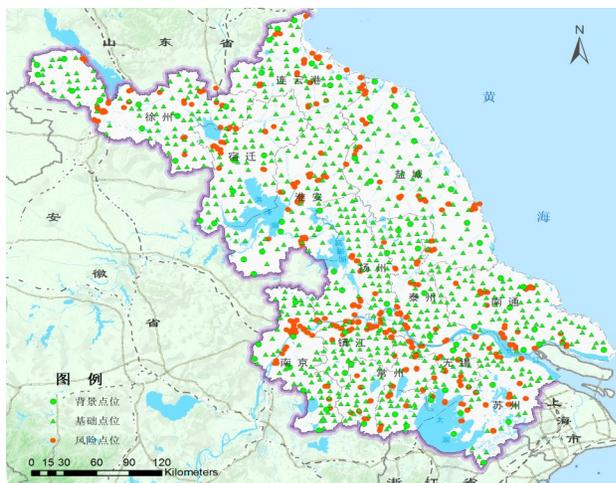 N
山 东 省
连云港
黄
徐州
宿迁
盐城
淮安
海
安
徽
省
扬州
泰州
南通
镇江
南京
常州
无锡
苏州
上海市
浙 江 省
图 例
背景点位
基础点位
风险点位
0 15 30 60 90 120
Kilometers